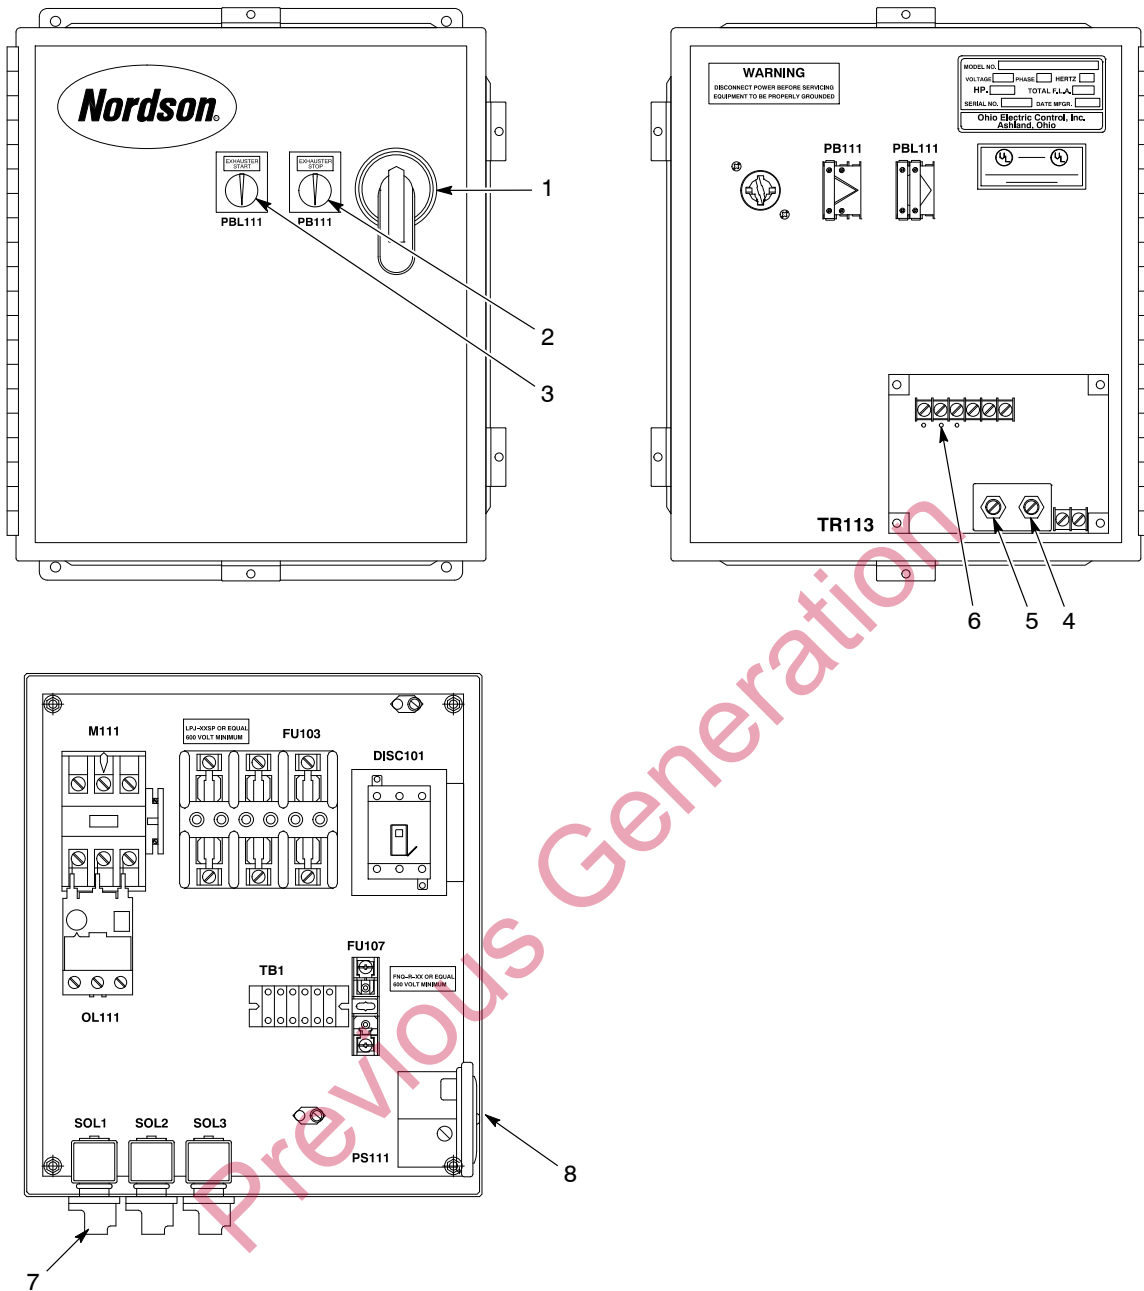 Nordson
EXHAUSTER
START
PBL111
EXHAUSTER
STOP
PB111
1
2
3
WARNING
DISCONNECT POWER BEFORE SERVICING
EQUIPMENT TO BE PROPERLY GROUNDED
MODEL NO.
VOLTAGE PHASE HERTZ
HP. TOTAL F.L.A.
SERIAL NO. DATE MFGR.
Ohio Electric Control, Inc.
Ashland, Ohio
UL UL
PB111
PBL111
TR113
6
5
4
M111
LPJ-XXSP OR EQUAL
600 VOLT MINIMUM
FU103
DISC101
OL111
TB1
FU107
FNQ-R-XX OR EQUAL
600 VOLT MINIMUM
SOL1
SOL2
SOL3
PS111
7
8
Previous Generation